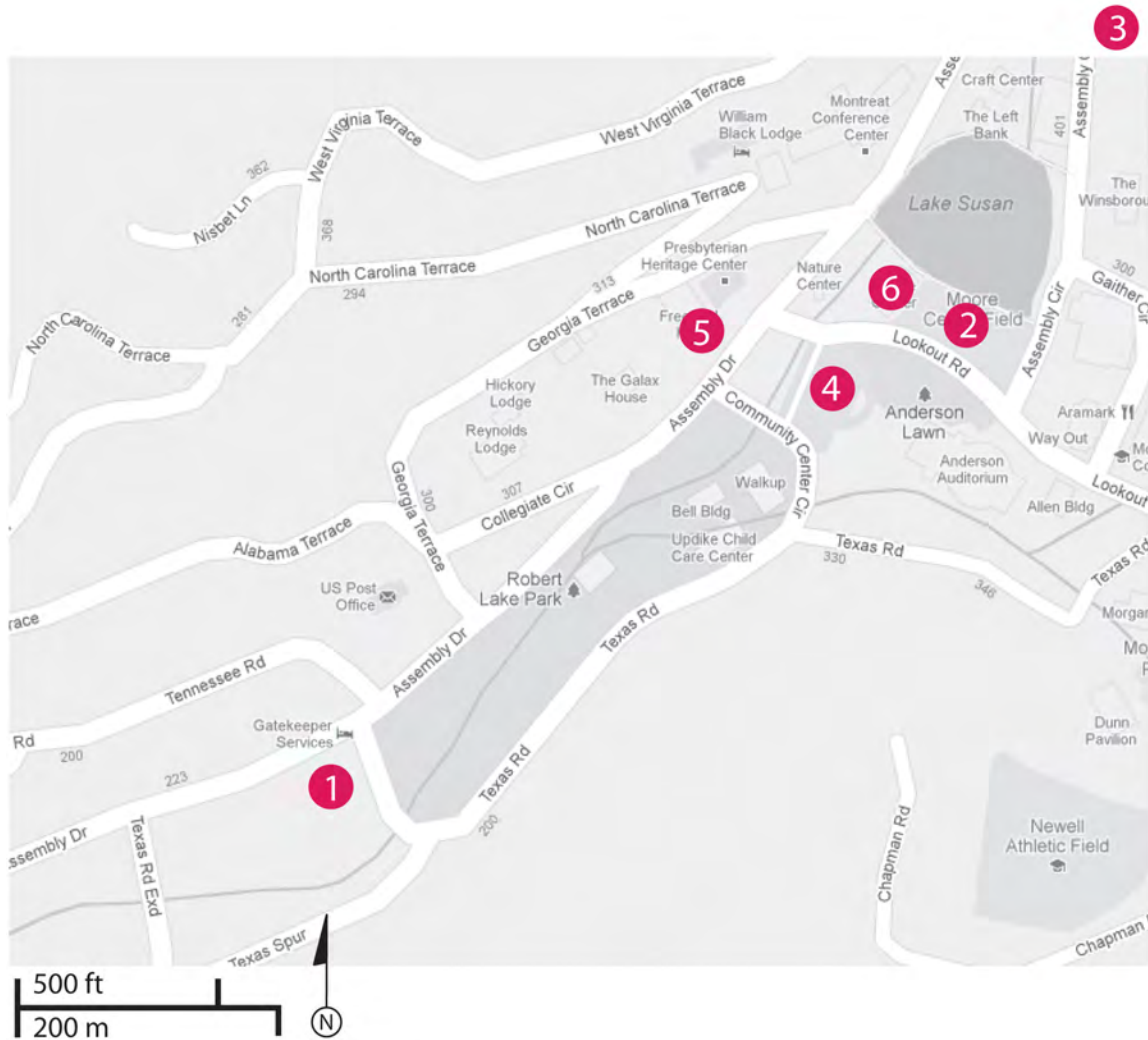 3
Craft Center
The Left
Bank
401
Lake Susan
Montreat
Conference
Center
William
Black Lodge
West Virginia Terrace
West Virginia Terrace
362
Nisbet Ln
368
North Carolina Terrace
North Carolina Terrace
294
281
North Carolina Terrace
Presbyterian
Heritage Center
313
Georgia Terrace
Nature
Center
6
5
2
Moore
Field
The
300
Gaither Cir
Assembly Cir
Lookout Rd
4
Anderson
Lawn
Aramark
Way Out
Anderson
Auditorium
Allen Bldg
Lookout
Hickory
Lodge
The Galax
House
Reynolds
Lodge
Assembly Dr
Community Center Cir
300
Georgia Terrace
307
Collegiate Cir
Walkup
Bell Bldg
Updike Child
Care Center
Alabama Terrace
Texas Rd
330
346
Texas Rd
US Post
Office
Robert
Lake Park
Texas Rd
Assembly Dr
Tennessee Rd
Rd
200
Gatekeeper
Services
223
1
Texas Rd
200
Dunn
Pavilion
Newell
Athletic Field
Chapman Rd
Chapman
Texas Rd Exd
Texas Spur
500 ft
200 m
N